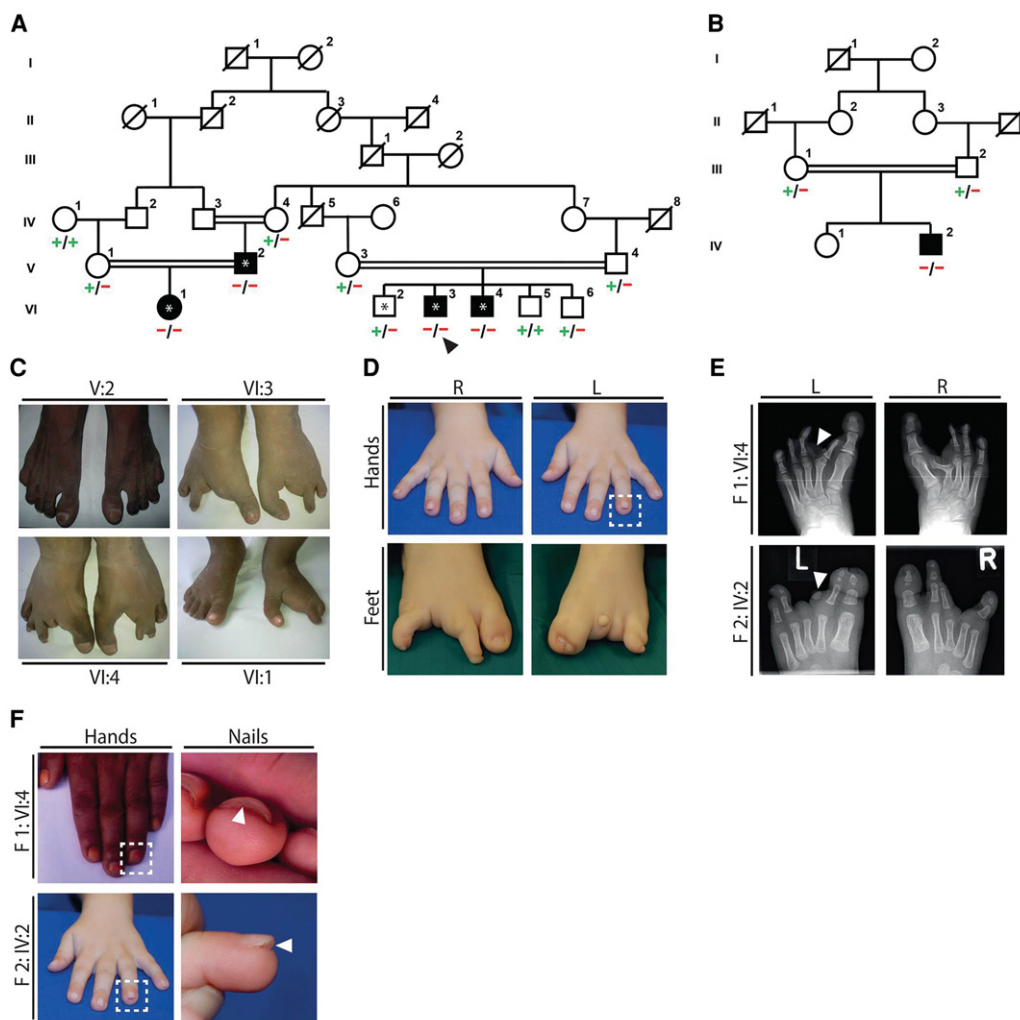 A
I
1
2
II
1
2
3
4
III
1
2
IV
1
2
3
4
5
6
7
8
+/+
+/-
V
1
2
3
4
+/-
-/-
+/-
+/-
VI
1
2
3
4
5
6
* * * * *
-/-
+/-
-/-
-/-
+/+
+/-
B
I
1
2
II
1
2
3
III
1
2
+/-
+/-
IV
1
2
-/-
C
V:2
VI:3
VI:4
VI:1
D
R
L
Hands
Feet
E
L
R
F 1: VI:4
F 2: IV:2
L
R
F
Hands
Nails
F 1: VI:4
F 2: IV:2